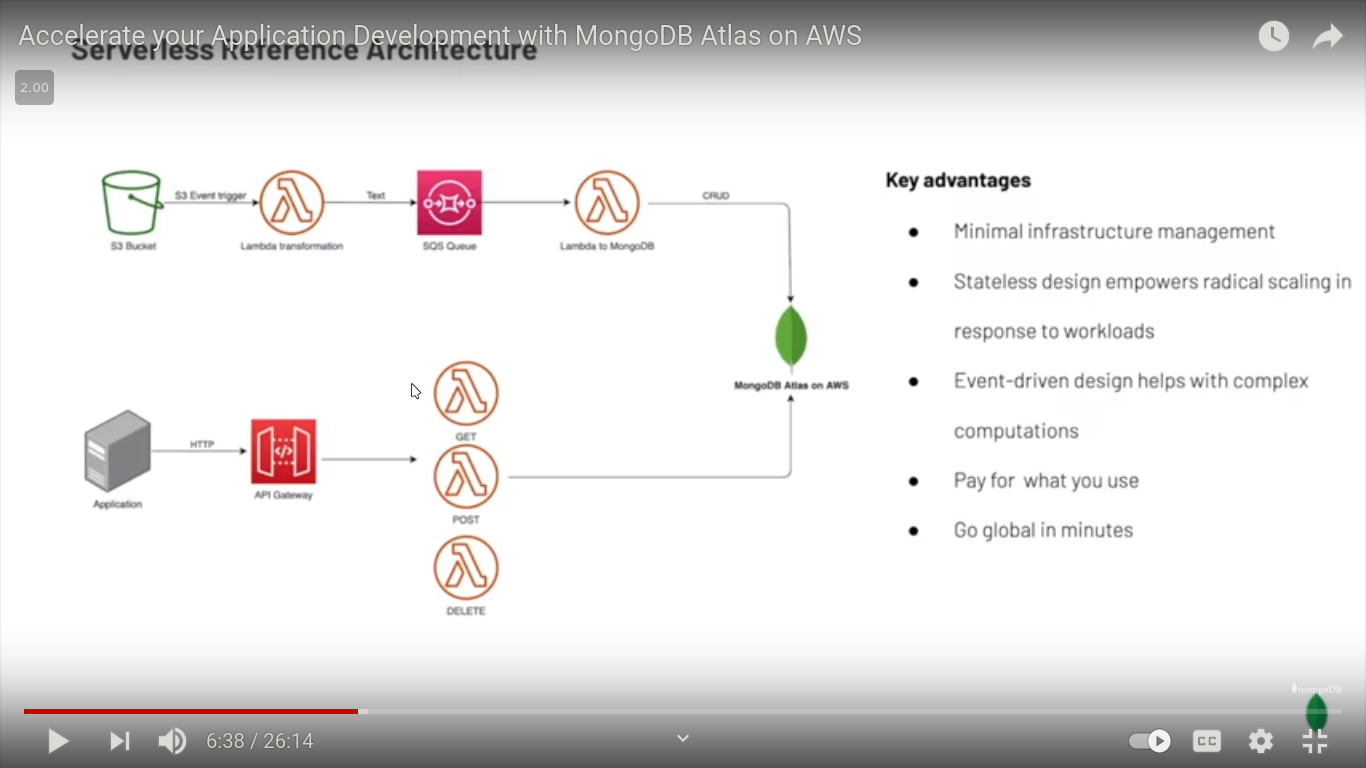 Accelerate your Application Development with MongoDB Atlas on AWS
Serverless Reference Architecture
2.00
S3 Event trigger
Text
CRUD
S3 Bucket
Lambda transformation
SQS Queue
Lambda to MongoDB
Key advantages
● Minimal infrastructure management
● Stateless design empowers radical scaling in
response to workloads
● Event-driven design helps with complex
computations
● Pay for what you use
● Go global in minutes
MongoDB Atlas on AWS
GET
HTTP
Application
API Gateway
POST
DELETE
mongoDB
6:38 / 26:14
CC